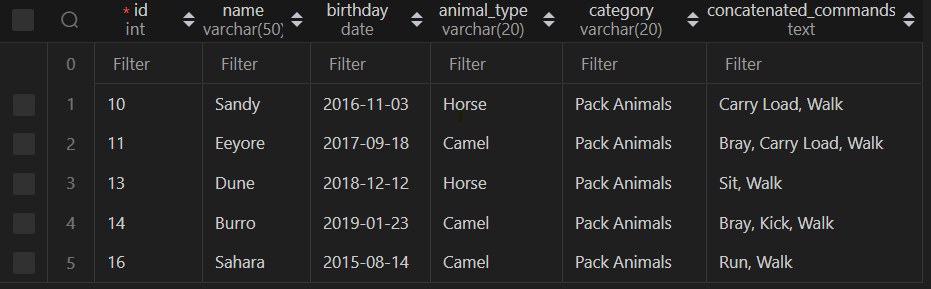 * id name birthday animal_type category concatenated_commands
int varchar(50) date varchar(20) varchar(20) text
0 Filter Filter Filter Filter Filter Filter
1 10 Sandy 2016-11-03 Horse Pack Animals Carry Load, Walk
2 11 Eeyore 2017-09-18 Camel Pack Animals Bray, Carry Load, Walk
3 13 Dune 2018-12-12 Horse Pack Animals Sit, Walk
4 14 Burro 2019-01-23 Camel Pack Animals Bray, Kick, Walk
5 16 Sahara 2015-08-14 Camel Pack Animals Run, Walk